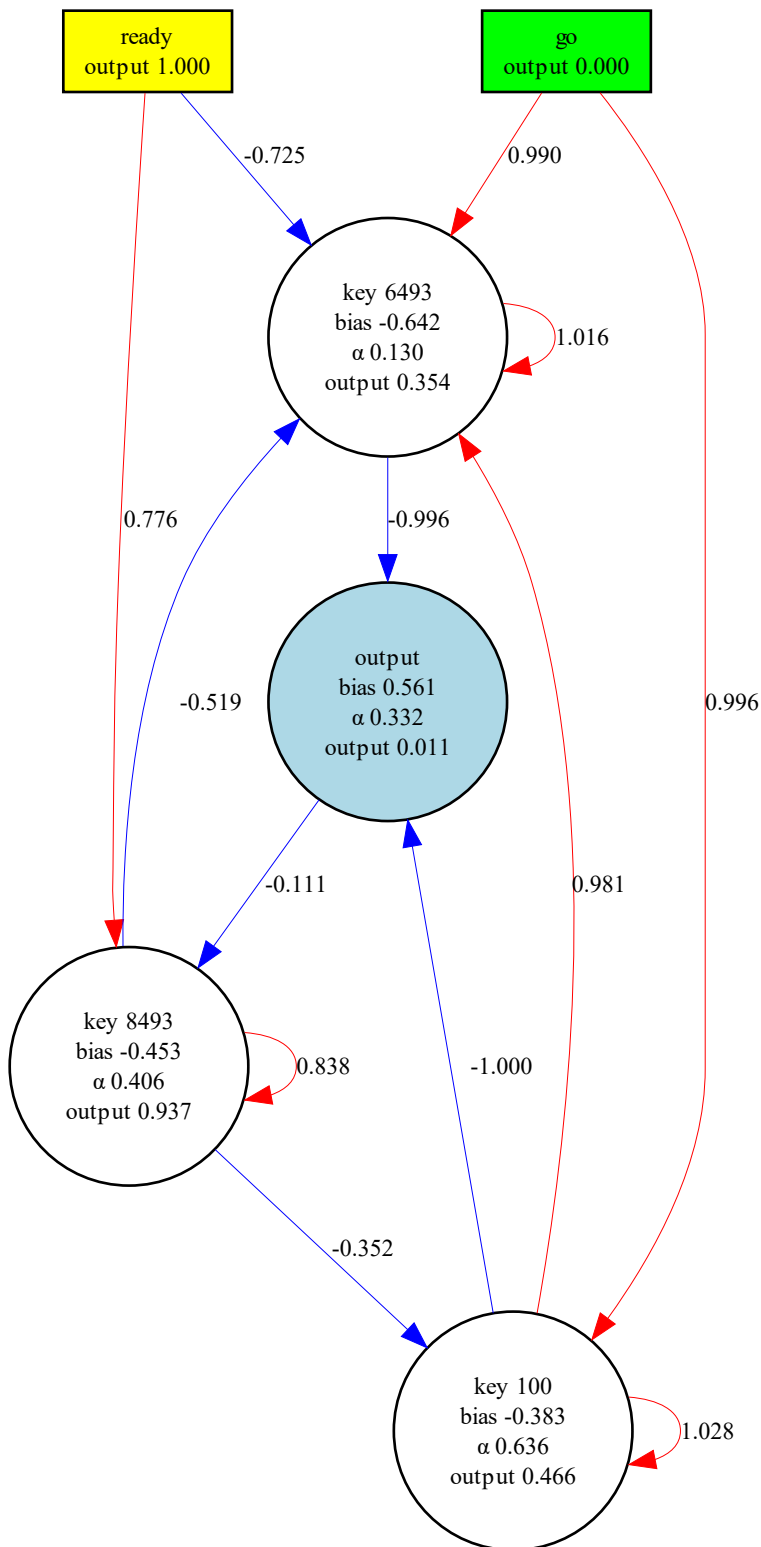 ready
output 1.000
go
output 0.000
-0.725
0.990
key 6493
bias -0.642
α 0.130
output 0.354
1.016
0.776
-0.996
-0.519
output
bias 0.561
α 0.332
output 0.011
0.996
-0.111
0.981
key 8493
bias -0.453
α 0.406
output 0.937
0.838
-1.000
-0.352
key 100
bias -0.383
α 0.636
output 0.466
1.028